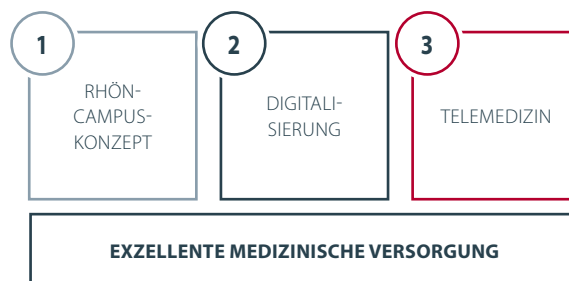 1
RHÖN-
CAMPUS-
KONZEPT
2
DIGITALI-
SIERUNG
3
TELEMEDIZIN
EXZELLENTE MEDIZINISCHE VERSORGUNG